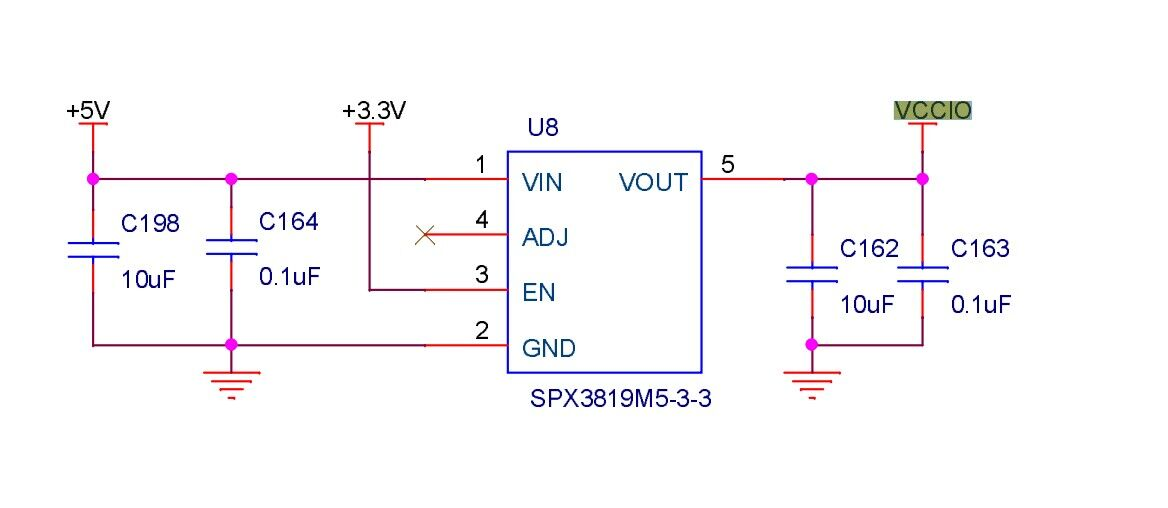 +5V
+3.3V
VCCIO
U8
1
VIN
VOUT
5
C198
10uF
C164
0.1uF
4
ADJ
3
EN
2
GND
C162
10uF
C163
0.1uF
SPX3819M5-3-3